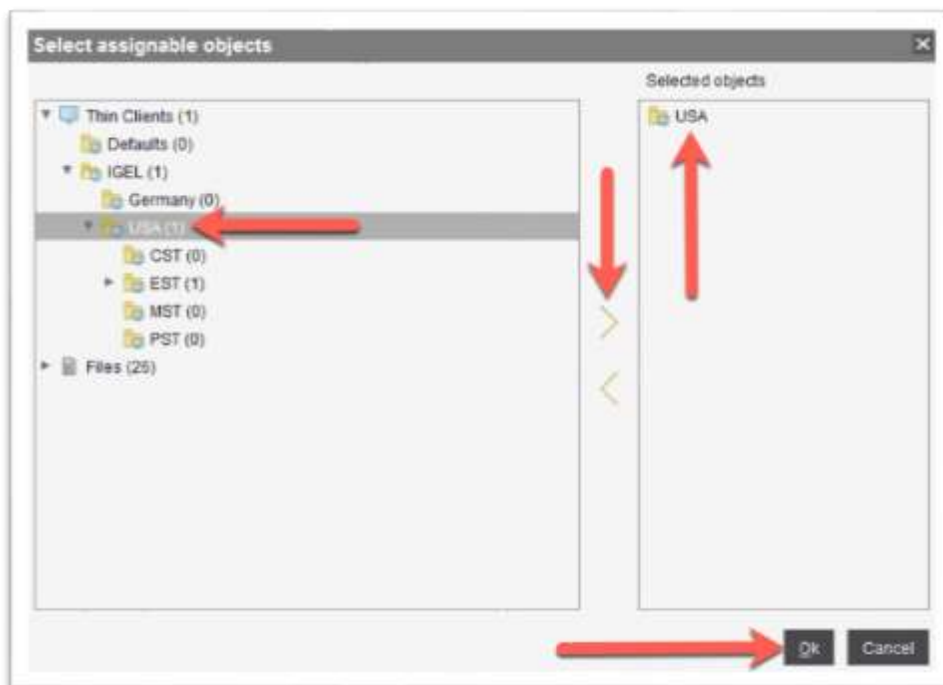 Select assignable objects
Selected objects
Thin Clients (1)
Defaults (0)
IGEL (1)
Germany (0)
USA (1)
CST (0)
EST (1)
MST (0)
PST (0)
Files (25)
USA
Ok
Cancel